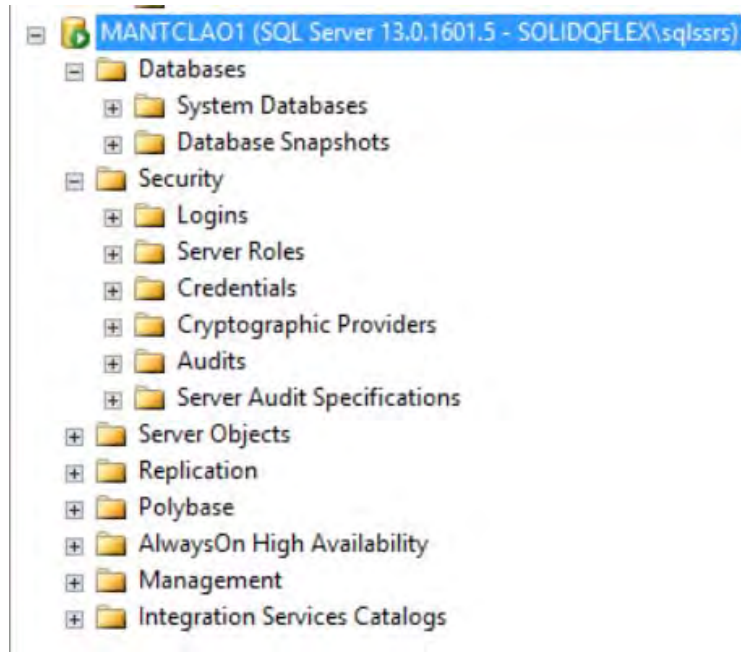 MANTCLAO1 (SQL Server 13.0.1601.5 - SOLIDQFLEX\sqlssrs)
Databases
System Databases
Database Snapshots
Security
Logins
Server Roles
Credentials
Cryptographic Providers
Audits
Server Audit Specifications
Server Objects
Replication
Polybase
AlwaysOn High Availability
Management
Integration Services Catalogs